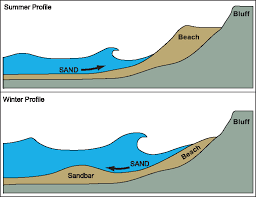 Summer Profile
Bluff
Beach
SAND
Winter Profile
Bluff
SAND
Beach
Sandbar